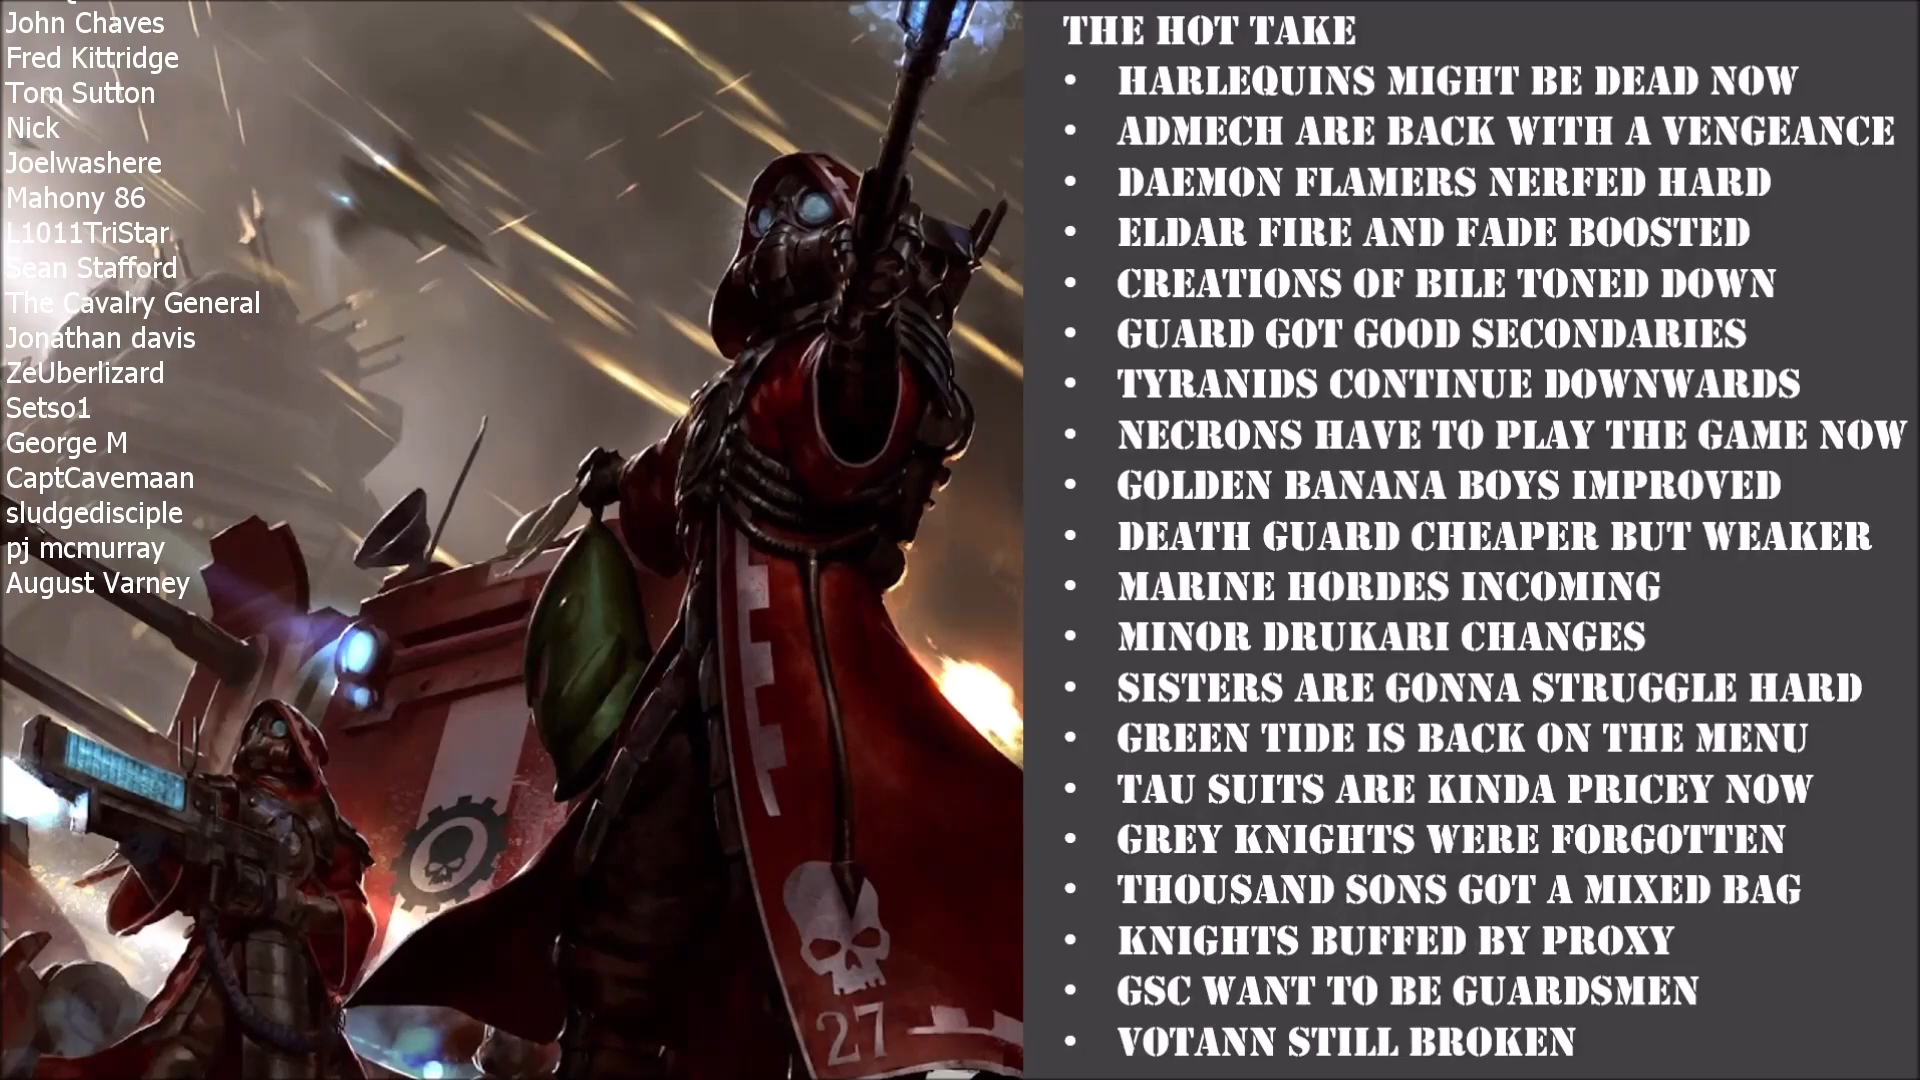 John Chaves
Fred Kittridge
Tom Sutton
Nick
Joelwashere
Mahony 86
L1011TriStar
Sean Stafford
The Cavalry General
Jonathan davis
ZeUberlizard
Setso1
George M
CaptCavemaan
sludgedisciple
pj mcmurray
August Varney
27
THE HOT TAKE
• HARLEQUINS MIGHT BE DEAD NOW
• ADMECH ARE BACK WITH A VENGEANCE
• DAEMON FLAMERS NERFED HARD
• ELDAR FIRE AND FADE BOOSTED
• CREATIONS OF BILE TONED DOWN
• GUARD GOT GOOD SECONDARIES
• TYRANIDS CONTINUE DOWNWARDS
• NECRONS HAVE TO PLAY THE GAME NOW
• GOLDEN BANANA BOYS IMPROVED
• DEATH GUARD CHEAPER BUT WEAKER
• MARINE HORDES INCOMING
• MINOR DRUKARI CHANGES
• SISTERS ARE GONNA STRUGGLE HARD
• GREEN TIDE IS BACK ON THE MENU
• TAU SUITS ARE KINDA PRICEY NOW
• GREY KNIGHTS WERE FORGOTTEN
• THOUSAND SONS GOT A MIXED BAG
• KNIGHTS BUFFED BY PROXY
• GSC WANT TO BE GUARDSMEN
• VOTANN STILL BROKEN